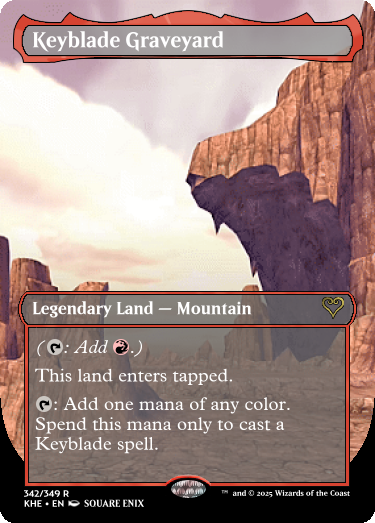 Keyblade Graveyard
Legendary Land — Mountain
( : Add .)
This land enters tapped.
: Add one mana of any color.
Spend this mana only to cast a
Keyblade spell.
342/349 R
KHE • EN SQUARE ENIX
™ and © 2025 Wizards of the Coast